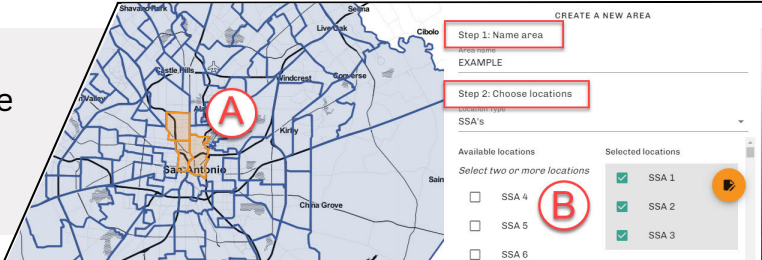 e
Shavano Park
Selma
Live Oak
Cibolo
Castle Hills
Windcrest
Converse
Kirby
San Antonio
China Grove
A
CREATE A NEW AREA
Step 1: Name area
Area name
EXAMPLE
Step 2: Choose locations
Location Type
SSA's
Available locations
Select two or more locations
SSA 4
SSA 5
SSA 6
B
Selected locations
SSA 1
SSA 2
SSA 3